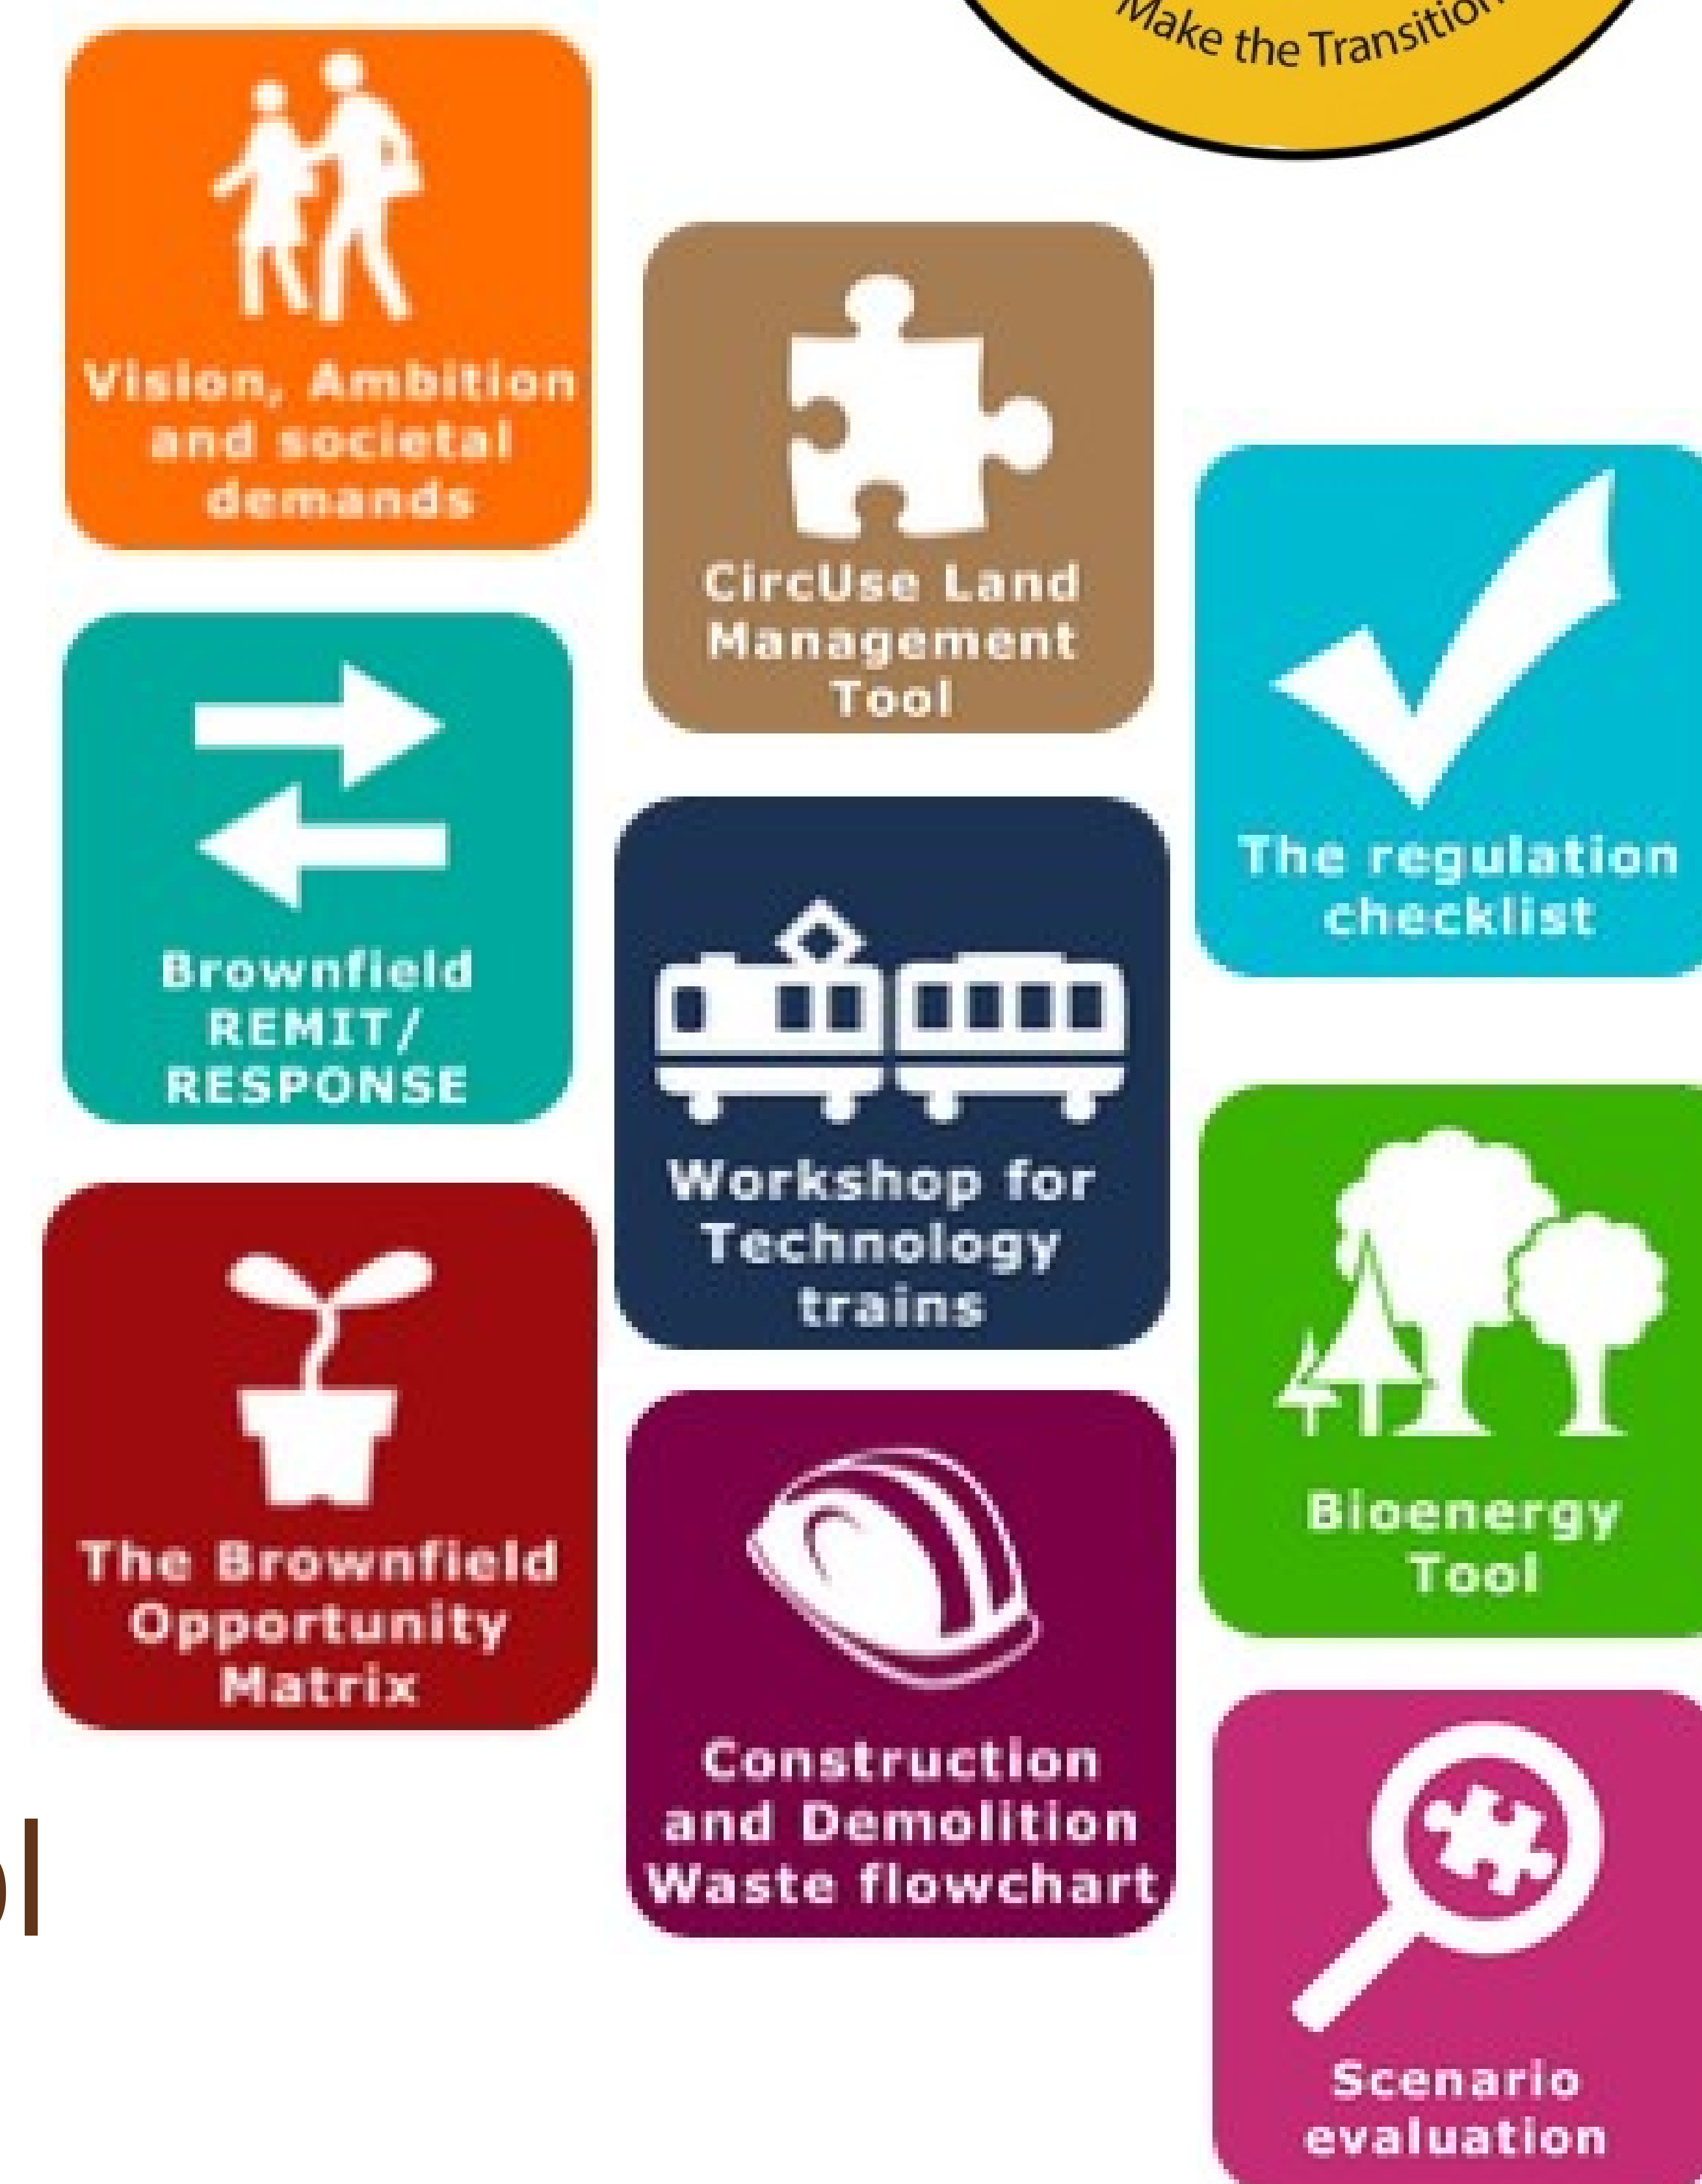 Make the Transition
Vision, Ambition
and societal
demands
CircUse Land
Management
Tool
The regulation
checklist
Brownfield
REMIT/
RESPONSE
Workshop for
Technology
trains
Bioenergy
Tool
The Brownfield
Opportunity
Matrix
Construction
and Demolition
Waste flowchart
Scenario
evaluation